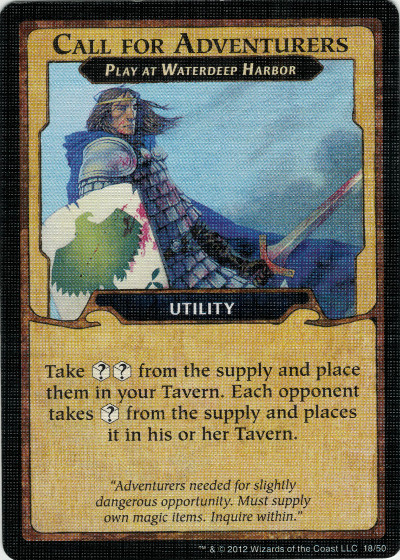 CALL FOR ADVENTURERS
PLAY AT WATERDEEP HARBOR
UTILITY
Take ? ? from the supply and place
them in your Tavern. Each opponent
takes ? from the supply and places
it in his or her Tavern.
"Adventurers needed for slightly
dangerous opportunity. Must supply
own magic items. Inquire within."
™ & © 2012 Wizards of the Coast LLC 18/50